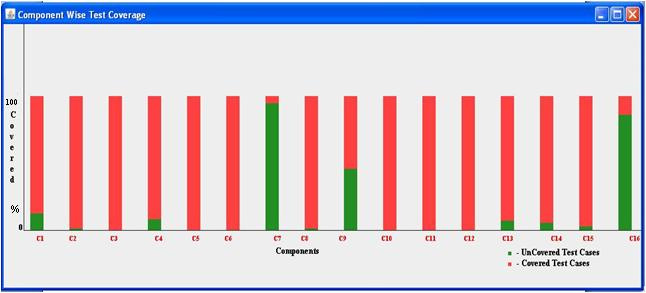 Component Wise Test Coverage
100
Covered
%
0
C1 C2 C3 C4 C5 C6 C7 C8 C9 C10 C11 C12 C13 C14 C15 C16
Components
- UnCovered Test Cases
- Covered Test Cases